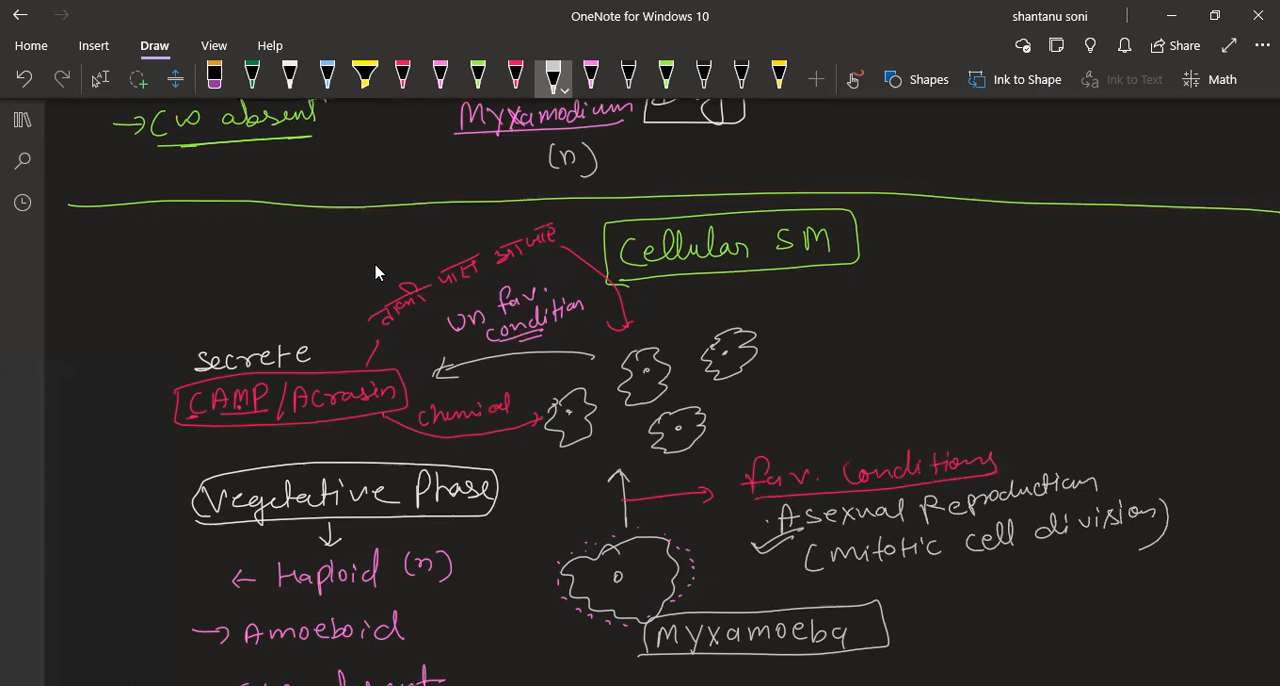 OneNote for Windows 10
shantanu soni
Home Insert Draw View Help
Share
Shapes Ink to Shape Ink to Text Math
→ CW absent
Myxamodium
(n)
Cellular SM
पास आजाओ
un fav.
condition
secrete
CAMP/Acrasin
chemical
Vegetative Phase
fav. conditions
Asexual Reproduction
(mitotic cell division)
← Haploid (n)
→ Amoeboid
Myxamoeba